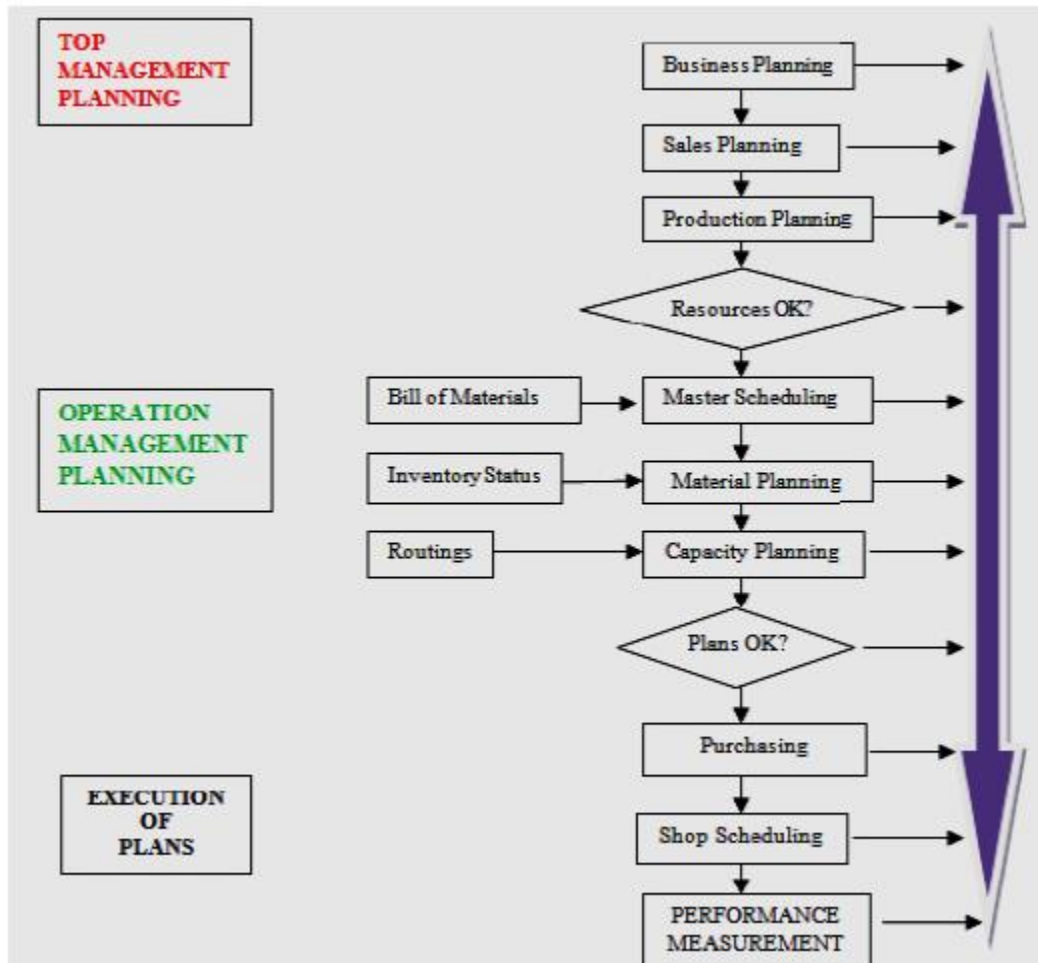 TOP
MANAGEMENT
PLANNING
Business Planning
Sales Planning
Production Planning
Resources OK?
Bill of Materials
Master Scheduling
OPERATION
MANAGEMENT
PLANNING
Inventory Status
Material Planning
Routings
Capacity Planning
Plans OK?
Purchasing
EXECUTION
OF
PLANS
Shop Scheduling
PERFORMANCE
MEASUREMENT